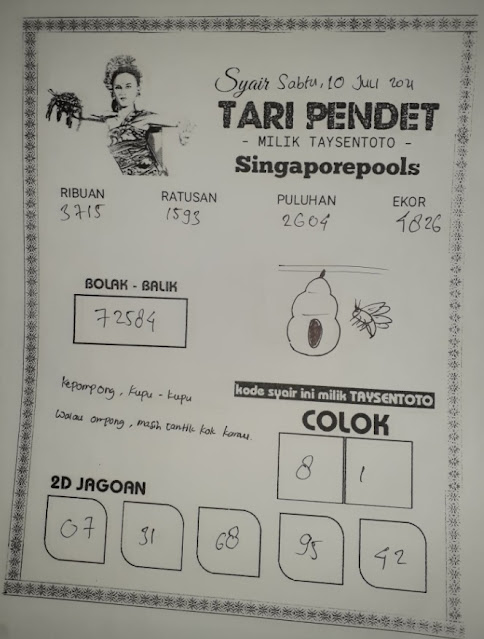 Syair Sabtu, 10 Juli 2021
TARI PENDET
- MILIK TAYSENTOTO -
Singaporepools
RIBUAN RATUSAN PULUHAN EKOR
3715 1593 2604 4826
BOLAK - BALIK
72584
Kepompong, kupu - kupu
Walau ompong, masih cantik kok kamu.
kode syair ini milik TAYSENTOTO
COLOK
8 1
2D JAGOAN
07 31 68 95 42